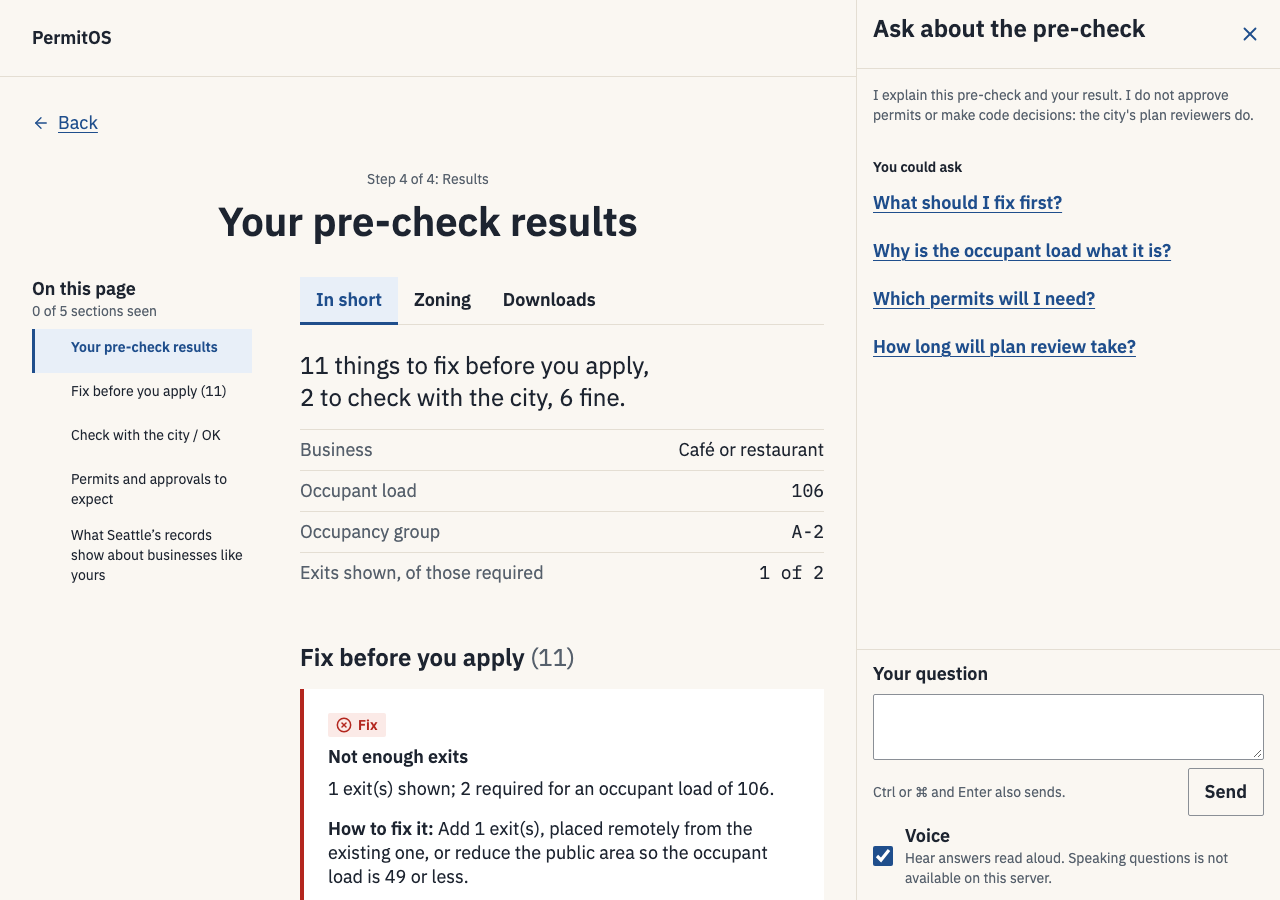 PermitOS
Back
Step 4 of 4: Results
Your pre-check results
On this page
0 of 5 sections seen
Your pre-check results
Fix before you apply (11)
Check with the city / OK
Permits and approvals to
expect
What Seattle’s records
show about businesses like
yours
In short
Zoning
Downloads
11 things to fix before you apply,
2 to check with the city, 6 fine.
Business Café or restaurant
Occupant load 106
Occupancy group A-2
Exits shown, of those required 1 of 2
Fix before you apply (11)
Fix
Not enough exits
1 exit(s) shown; 2 required for an occupant load of 106.
How to fix it: Add 1 exit(s), placed remotely from the
existing one, or reduce the public area so the occupant
load is 49 or less.
Ask about the pre-check
I explain this pre-check and your result. I do not approve
permits or make code decisions: the city's plan reviewers do.
You could ask
What should I fix first?
Why is the occupant load what it is?
Which permits will I need?
How long will plan review take?
Your question
Ctrl or ⌘ and Enter also sends.
Send
Voice
Hear answers read aloud. Speaking questions is not
available on this server.